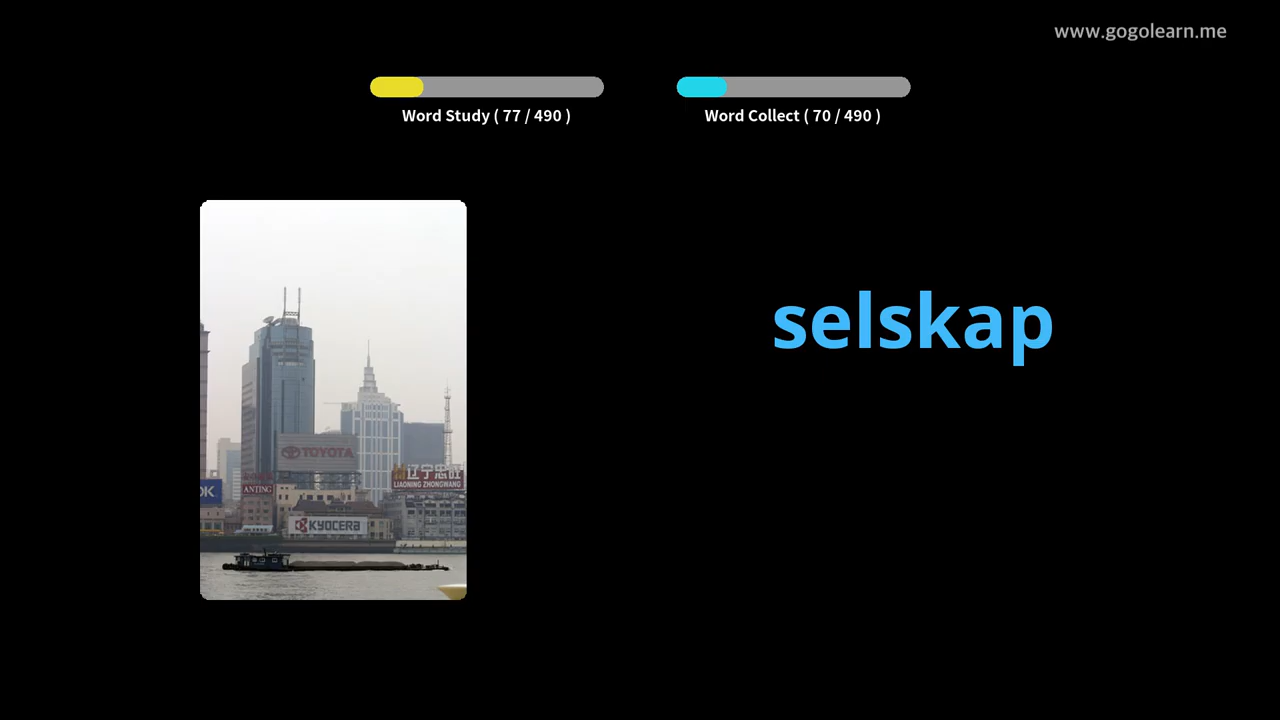 www.gogolearn.me
Word Study ( 77 / 490 )
Word Collect ( 70 / 490 )
selskap
TOYOTA
辽宁忠旺
LIAONING ZHONGWANG
OK
ANTING
KYOCERA